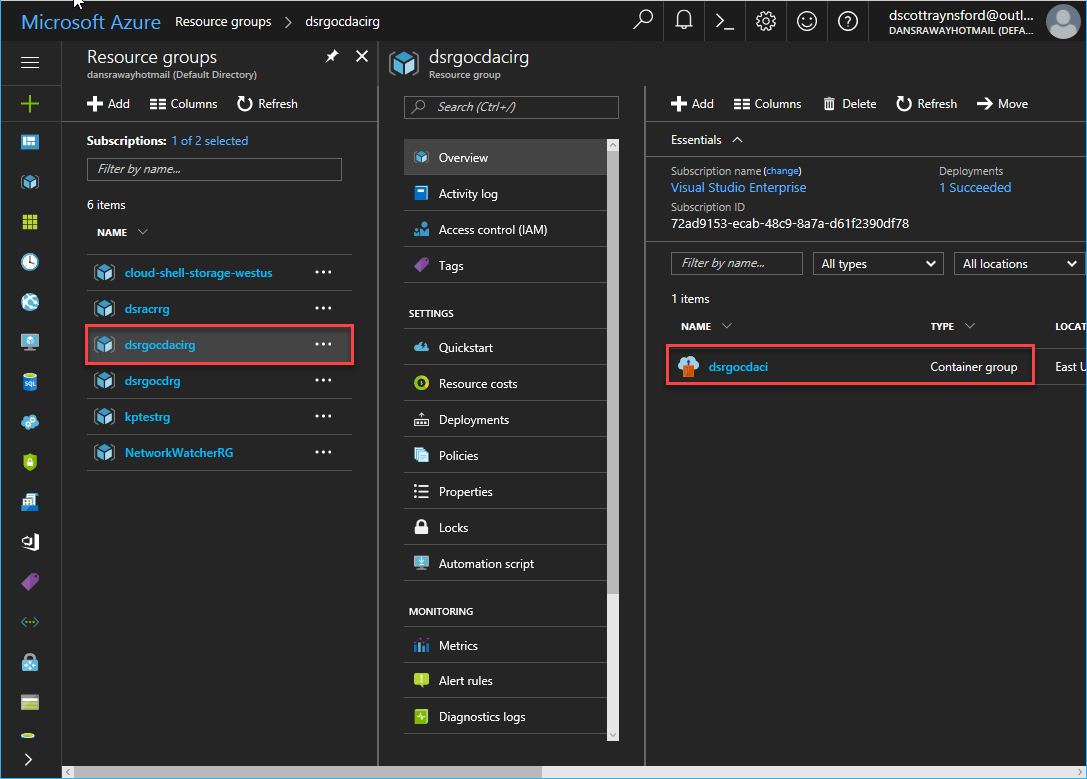 Microsoft Azure Resource groups > dsrgocdacirg
dscottraynsford@outl...
DANSRAWAYHOTMAIL (DEFA...
Resource groups
dansrawayhotmail (Default Directory)
Add Columns Refresh
Subscriptions: 1 of 2 selected
Filter by name...
6 items
NAME
cloud-shell-storage-westus
dsracrrg
dsrgocdacirg
dsrgocdrg
kptestrg
NetworkWatcherRG
dsrgocdacirg
Resource group
Search (Ctrl+/)
Overview
Activity log
Access control (IAM)
Tags
SETTINGS
Quickstart
Resource costs
Deployments
Policies
Properties
Locks
Automation script
MONITORING
Metrics
Alert rules
Diagnostics logs
Add Columns Delete Refresh Move
Essentials
Subscription name (change)
Visual Studio Enterprise
Deployments
1 Succeeded
Subscription ID
72ad9153-ecab-48c9-8a7a-d61f2390df78
Filter by name... All types All locations
1 items
NAME TYPE LOCAT
dsrgocdaci Container group East U